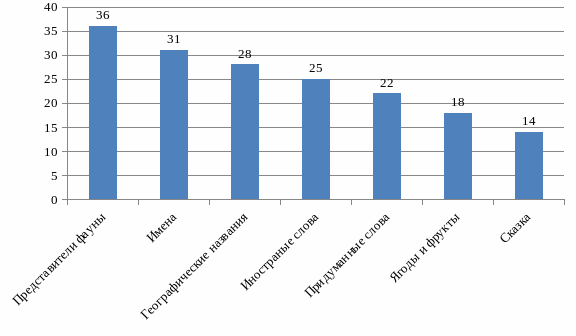 40
35
30
25
20
15
10
5
0
36
31
28
25
22
18
14
Представители фауны
Имена
Географические названия
Иностраные слова
Придуманные слова
Ягоды и фрукты
Сказка